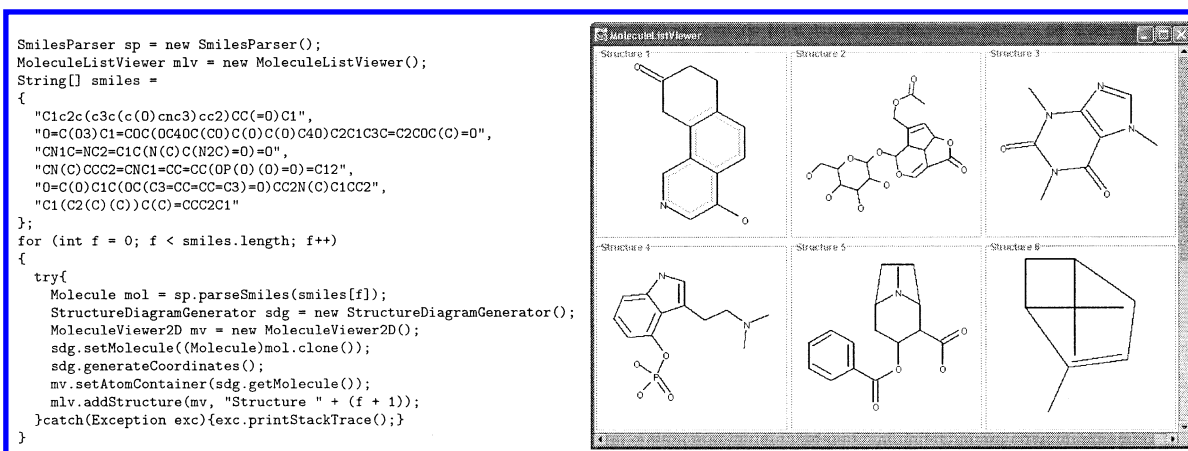 SmilesParser sp = new SmilesParser();
MoleculeListViewer mlv = new MoleculeListViewer();
String[] smiles =
{
"C1c2c(c3c(c(O)cnc3)cc2)CC(=O)C1",
"O=C(O3)C1=COC(OC4OC(CO)C(O)C(O)C4O)C2C1C3C=C2COC(C)=O",
"CN1C=NC2=C1C(N(C)C(N2C)=O)=O",
"CN(C)CCC2=CNC1=CC=CC(OP(O)(O)=O)=C12",
"O=C(O)C1C(OC(C3=CC=CC=C3)=O)CC2N(C)C1CC2",
"C1(C2(C)(C))C(C)=CCC2C1"
};
for (int f = 0; f < smiles.length; f++)
{
try{
Molecule mol = sp.parseSmiles(smiles[f]);
StructureDiagramGenerator sdg = new StructureDiagramGenerator();
MoleculeViewer2D mv = new MoleculeViewer2D();
sdg.setMolecule((Molecule)mol.clone());
sdg.generateCoordinates();
mv.setAtomContainer(sdg.getMolecule());
mlv.addStructure(mv, "Structure " + (f + 1));
}catch(Exception exc){exc.printStackTrace();}
}
MoleculeListViewer
Structure 1
O
N
O
Structure 2
O
O
O
O
O
O
O
O
O
O
O
Structure 3
N
N
N
N
O
O
Structure 4
N
N
O
O
P
O
O
Structure 5
N
O
O
O
O
Structure 6